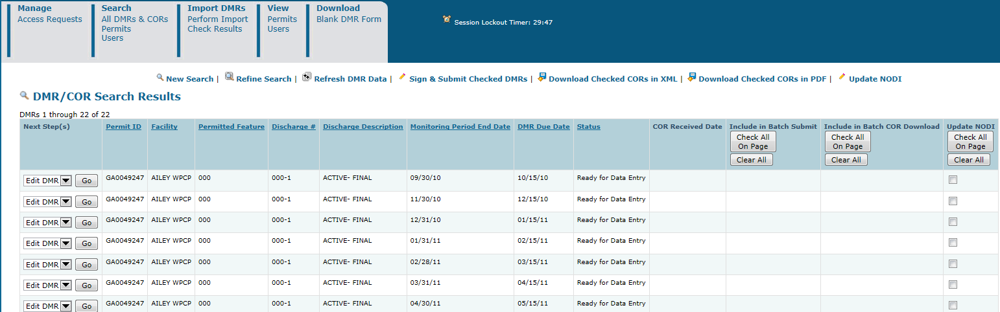 Manage Search Import DMRs View Download
Access Requests All DMRs & CORs Perform Import Permits Blank DMR Form
Permits Check Results Users
Users
Session Lockout Timer: 29:47
New Search | Refine Search | Refresh DMR Data | Sign & Submit Checked DMRs | Download Checked CORs in XML | Download Checked CORs in PDF | Update NODI
DMR/COR Search Results
DMRs 1 through 22 of 22
Next Step(s) Permit ID Facility Permitted Feature Discharge # Discharge Description Monitoring Period End Date DMR Due Date Status COR Received Date Include in Batch Submit Include in Batch COR Download Update NODI
Check All Check All Check All
On Page On Page On Page
Clear All Clear All Clear All
Edit DMR Go GA0049247 AILEY WPCP 000 000-1 ACTIVE- FINAL 09/30/10 10/15/10 Ready for Data Entry
Edit DMR Go GA0049247 AILEY WPCP 000 000-1 ACTIVE- FINAL 11/30/10 12/15/10 Ready for Data Entry
Edit DMR Go GA0049247 AILEY WPCP 000 000-1 ACTIVE- FINAL 12/31/10 01/15/11 Ready for Data Entry
Edit DMR Go GA0049247 AILEY WPCP 000 000-1 ACTIVE- FINAL 01/31/11 02/15/11 Ready for Data Entry
Edit DMR Go GA0049247 AILEY WPCP 000 000-1 ACTIVE- FINAL 02/28/11 03/15/11 Ready for Data Entry
Edit DMR Go GA0049247 AILEY WPCP 000 000-1 ACTIVE- FINAL 03/31/11 04/15/11 Ready for Data Entry
Edit DMR Go GA0049247 AILEY WPCP 000 000-1 ACTIVE- FINAL 04/30/11 05/15/11 Ready for Data Entry